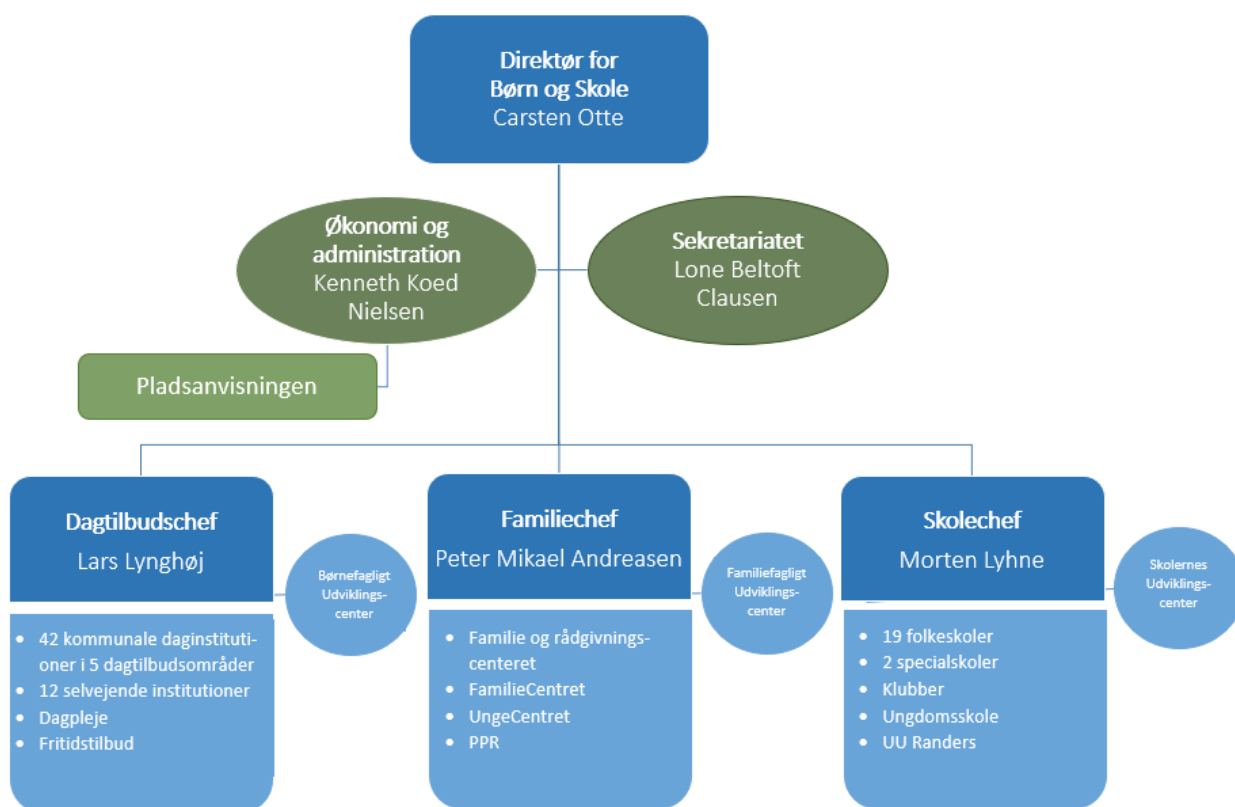 Direktør for
Børn og Skole
Carsten Otte
Økonomi og
administration
Kenneth Koed
Nielsen
Sekretariatet
Lone Beltoft
Clausen
Pladsanvisningen
Dagtilbudschef
Lars Lynghøj
Børnefagligt
Udviklings-
center
• 42 kommunale daginstituti-
oner i 5 dagtilbudsområder
• 12 selvejende institutioner
• Dagpleje
• Fritidstilbud
Familiechef
Peter Mikael Andreasen
Familiefagligt
Udviklings-
center
• Familie og rådgivnings-
centeret
• FamilieCentret
• UngeCentret
• PPR
Skolechef
Morten Lyhne
Skolernes
Udviklings-
center
• 19 folkeskoler
• 2 specialskoler
• Klubber
• Ungdomsskole
• UU Randers